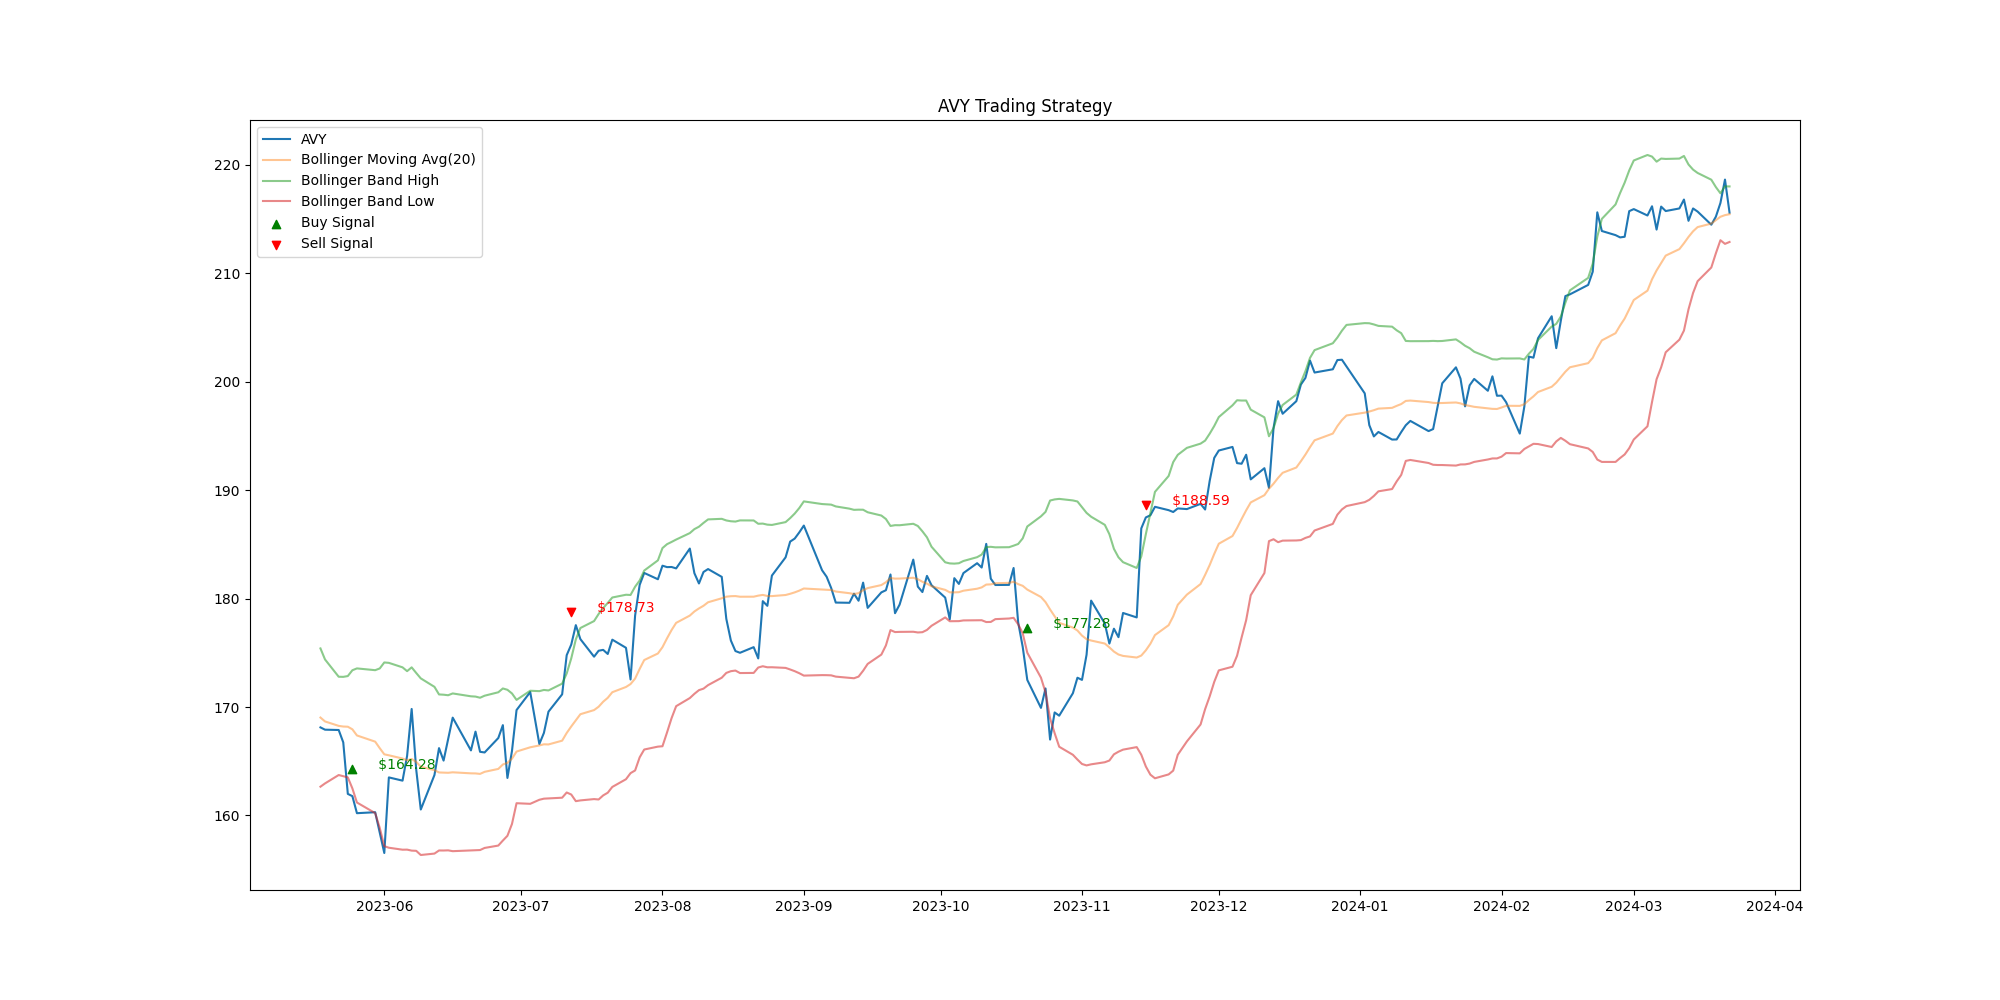 AVY Trading Strategy
AVY
Bollinger Moving Avg(20)
Bollinger Band High
Bollinger Band Low
Buy Signal
Sell Signal
220
210
200
190
180
170
160
$188.59
$178.73
$177.28
$164.28
2023-06 2023-07 2023-08 2023-09 2023-10 2023-11 2023-12 2024-01 2024-02 2024-03 2024-04